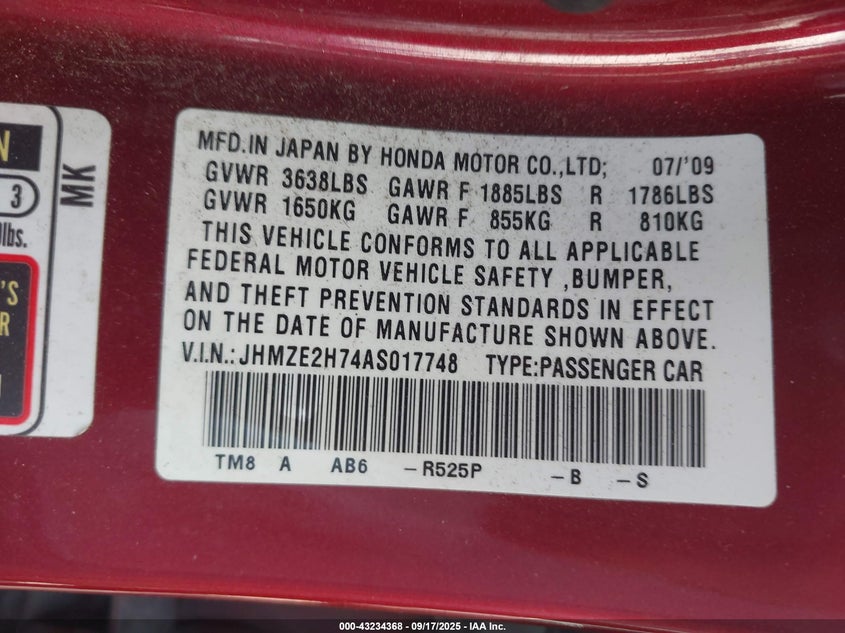 MFD.IN JAPAN BY HONDA MOTOR CO.,LTD; 07/'09
GVWR 3638LBS GAWR F 1885LBS R 1786LBS
GVWR 1650KG GAWR F 855KG R 810KG
THIS VEHICLE CONFORMS TO ALL APPLICABLE
FEDERAL MOTOR VEHICLE SAFETY ,BUMPER,
AND THEFT PREVENTION STANDARDS IN EFFECT
ON THE DATE OF MANUFACTURE SHOWN ABOVE.
V.I.N.: JHMZE2H74AS017748 TYPE:PASSENGER CAR
TM8 A AB6 -R525P -B -S
N
3
lbs.
'S
R
MK
000-43234368 - 09/17/2025 - IAA Inc.